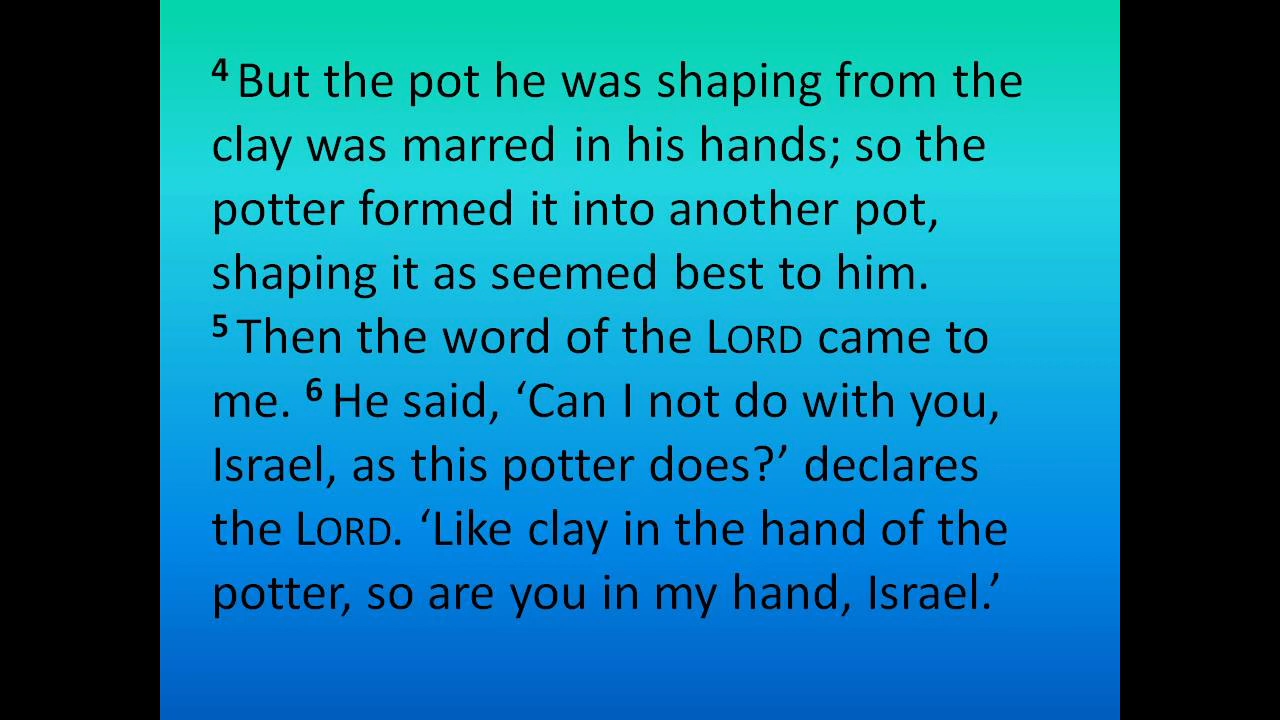 4 But the pot he was shaping from the
clay was marred in his hands; so the
potter formed it into another pot,
shaping it as seemed best to him.
5 Then the word of the LORD came to
me. 6 He said, ‘Can I not do with you,
Israel, as this potter does?’ declares
the LORD. ‘Like clay in the hand of the
potter, so are you in my hand, Israel.’